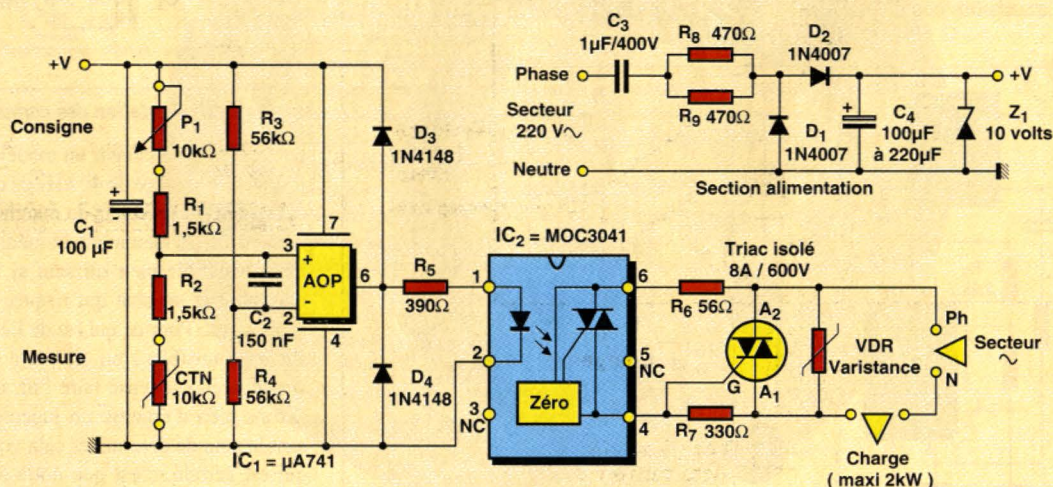 +V
Consigne
P1
10kΩ
R1
1,5kΩ
+
-
C1
100 µF
R2
1,5kΩ
Mesure
CTN
10kΩ
R3
56kΩ
C2
150 nF
R4
56kΩ
IC1 = µA741
7
3
+
AOP
-
2
4
6
D3
1N4148
D4
1N4148
R5
390Ω
IC2 = MOC3041
1
2
3
NC
Zéro
6
5
NC
4
R6 56Ω
R7 330Ω
Triac isolé
8A / 600V
A2
G
A1
VDR
Varistance
Ph
Secteur
~
N
Charge
( maxi 2kW )
C3
1µF/400V
Phase
Secteur
220 V~
Neutre
R8 470Ω
R9 470Ω
D2
1N4007
D1
1N4007
+
C4
100µF
à 220µF
+V
Z1
10 volts
Section alimentation